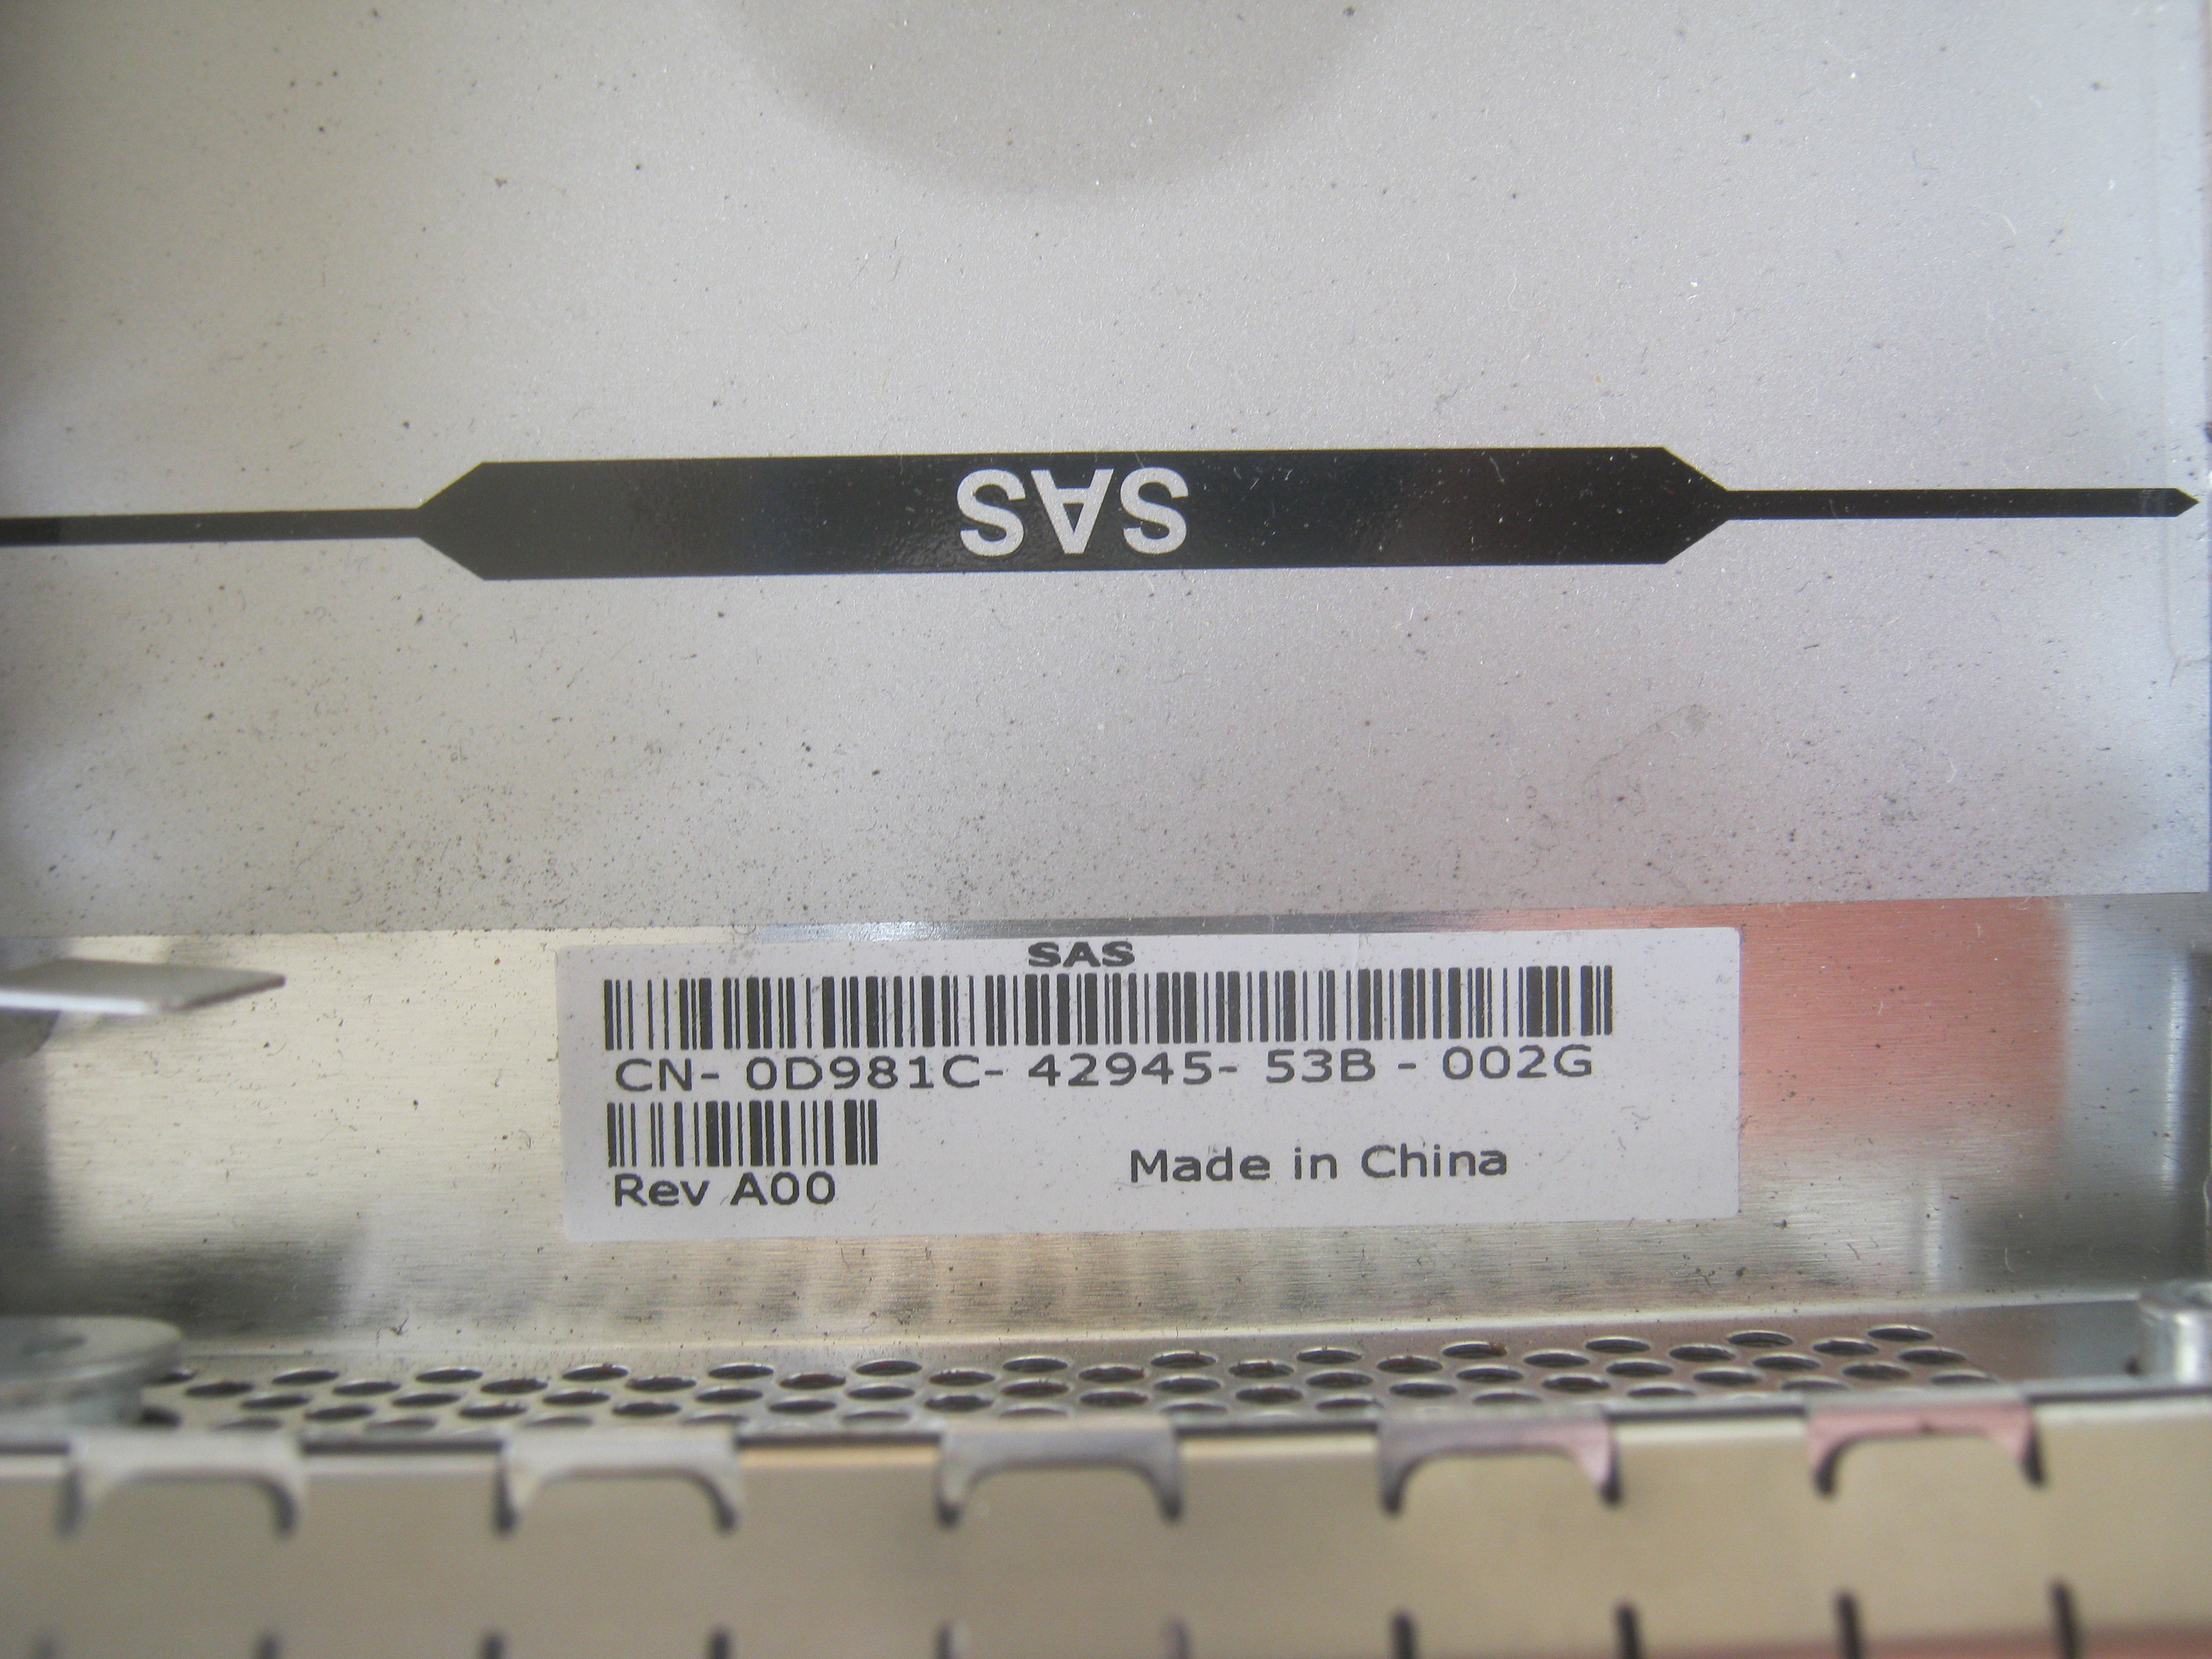 SAS
SAS
CN- 0D981C- 42945- 53B - 002G
Rev A00
Made in China